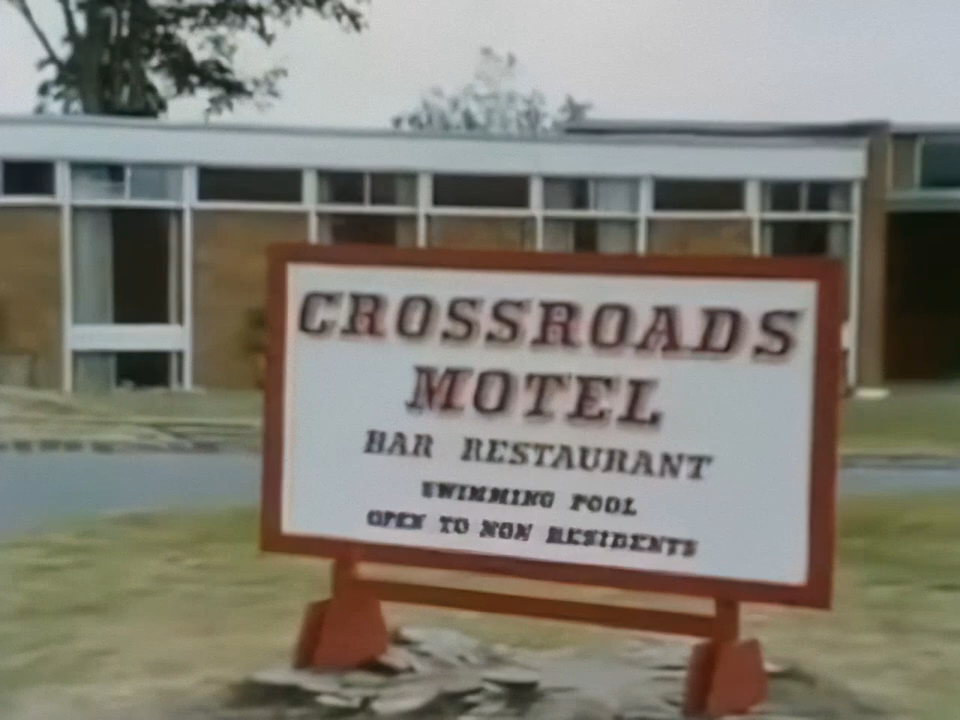 CROSSROADS
MOTEL
BAR RESTAURANT
SWIMMING POOL
OPEN TO NON RESIDENTS